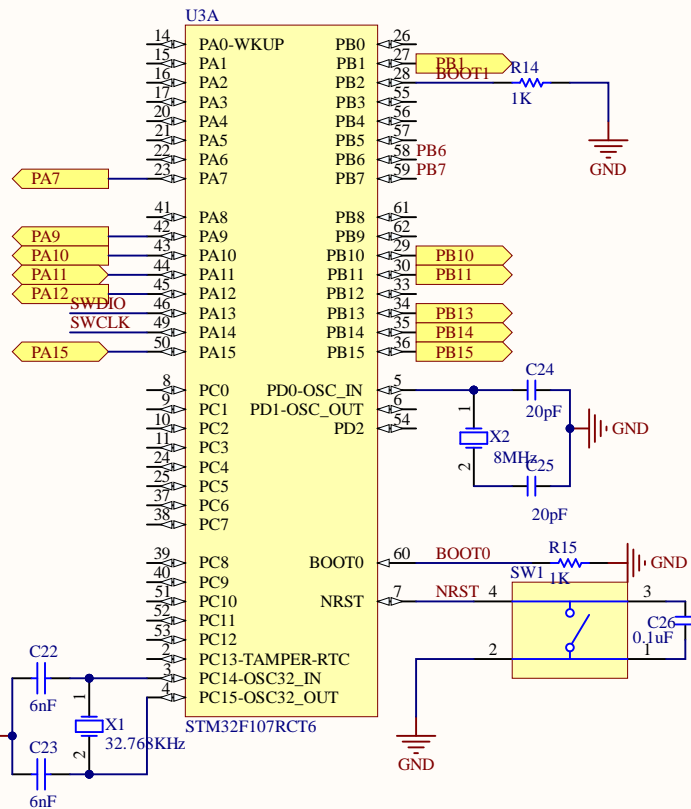 U3A
14 PA0-WKUP PB0 26
15 PA1 PB1 27 PB1
16 PA2 PB2 28 BOOT1 R14
1K
17 PA3 PB3 55
20 PA4 PB4 56
21 PA5 PB5 57
22 PA6 PB6 58 PB6
PA7 23 PA7 PB7 59 PB7
GND
41 PA8 PB8 61
PA9 42 PA9 PB9 62
PA10 43 PA10 PB10 29 PB10
PA11 44 PA11 PB11 30 PB11
PA12 45 PA12 PB12 33
SWDIO 46 PA13 PB13 34 PB13
SWCLK 49 PA14 PB14 35 PB14
PA15 50 PA15 PB15 36 PB15
8 PC0 PD0-OSC_IN 5 C24
20pF
9 PC1 PD1-OSC_OUT 6 1
10 PC2 PD2 54 GND
11 PC3 X2
24 PC4 8MHz
25 PC5 2 C25
20pF
37 PC6
38 PC7
39 PC8 BOOT0 60 BOOT0 R15 GND
1K
40 PC9 SW1
51 PC10 NRST 7 NRST 4 3
52 PC11 C26
0.1uF
53 PC12 2 1
2 PC13-TAMPER-RTC
C22 3 PC14-OSC32_IN
6nF 1 4 PC15-OSC32_OUT
X1 STM32F107RCT6
32.768KHz
C23 2
6nF
GND